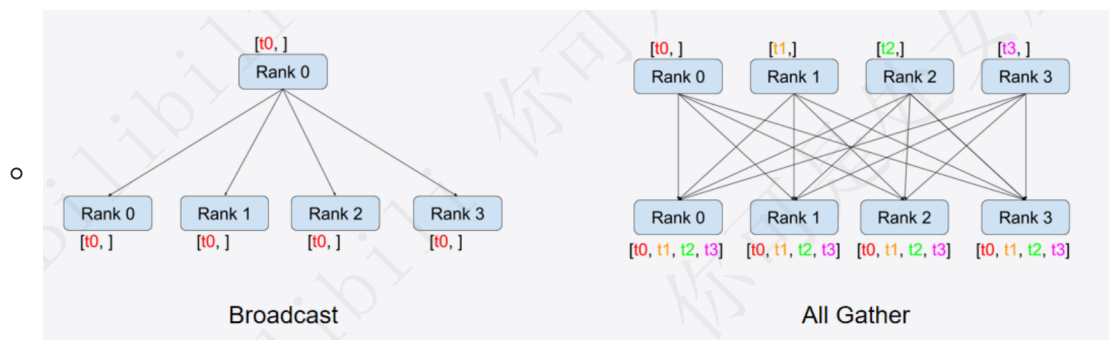 [t0, ]
Rank 0
Rank 0 Rank 1 Rank 2 Rank 3
[t0, ] [t0, ] [t0, ] [t0, ]
Broadcast
[t0, ] [t1,] [t2,] [t3, ]
Rank 0 Rank 1 Rank 2 Rank 3
Rank 0 Rank 1 Rank 2 Rank 3
[t0, t1, t2, t3] [t0, t1, t2, t3] [t0, t1, t2, t3] [t0, t1, t2, t3]
All Gather